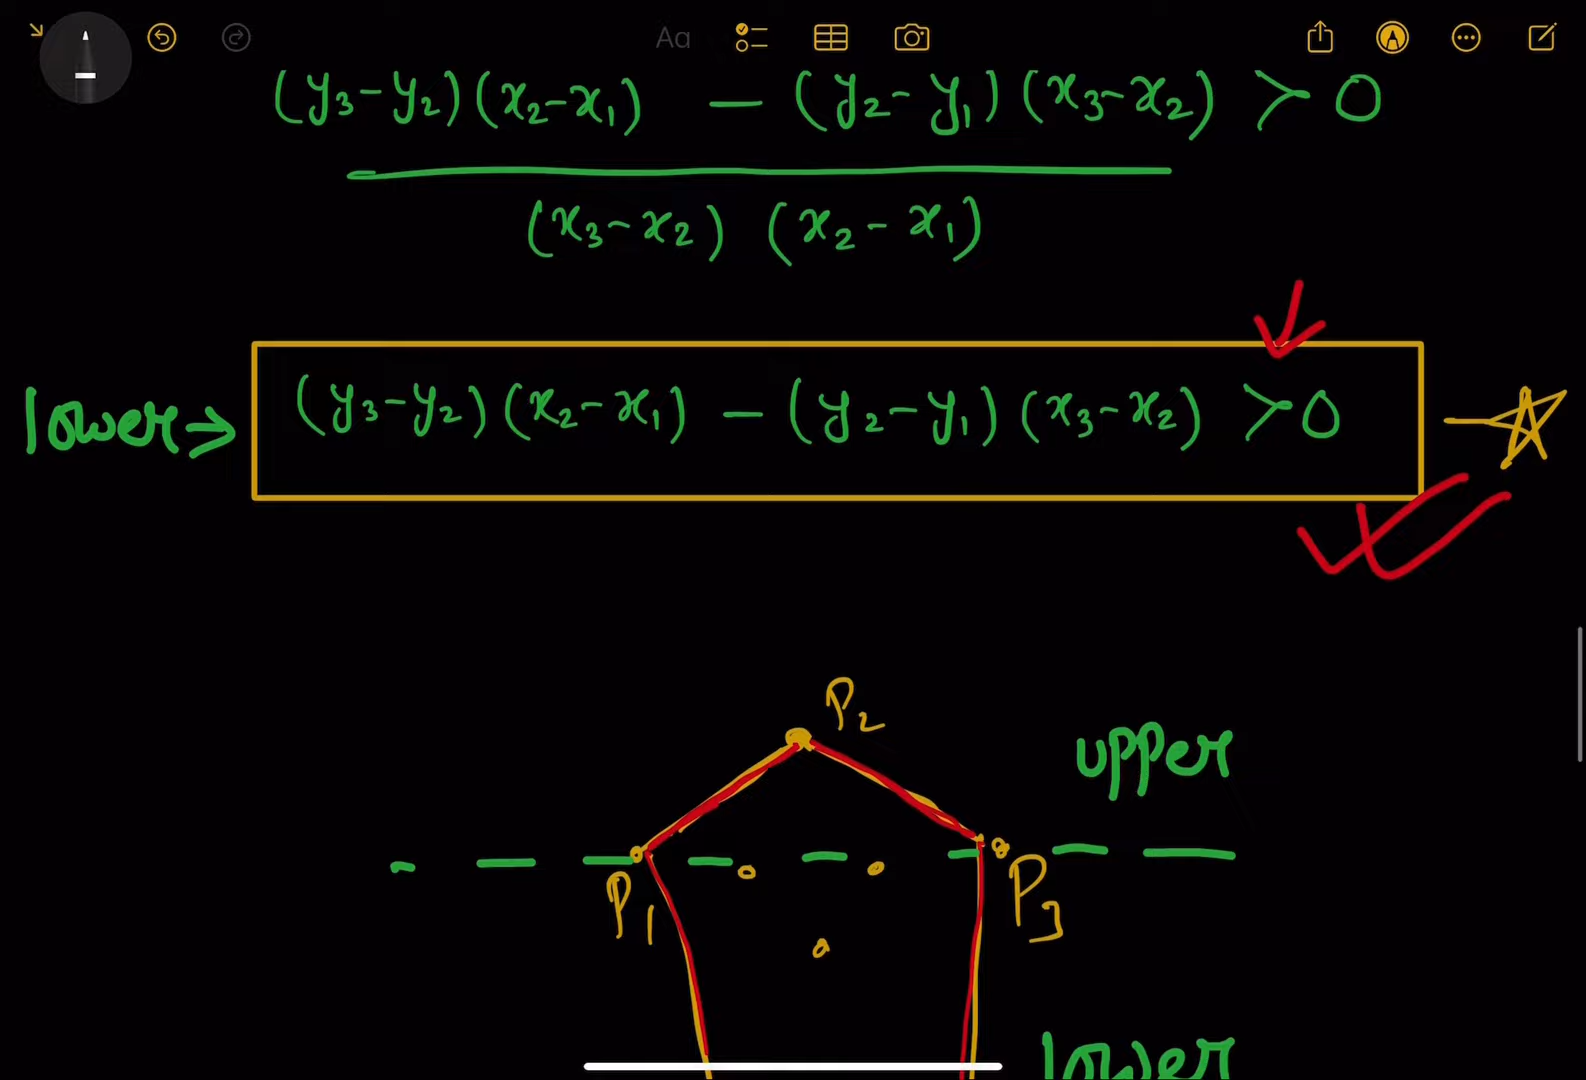 Aa
(y₃-y₂)(x₂-x₁) - (y₂-y₁)(x₃-x₂) > 0
(x₃-x₂) (x₂-x₁)
lower→ (y₃-y₂)(x₂-x₁) - (y₂-y₁)(x₃-x₂) >0
P₂
upper
P₁
P₃
lower